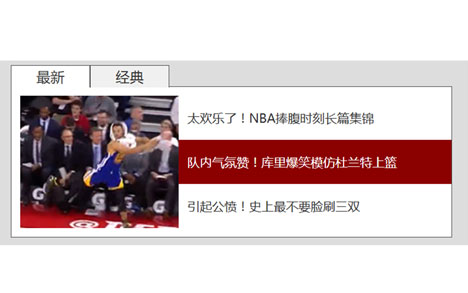 最新
经典
太欢乐了！NBA捧腹时刻长篇集锦
队内气氛赞！库里爆笑模仿杜兰特上篮
引起公愤！史上最不要脸刷三双